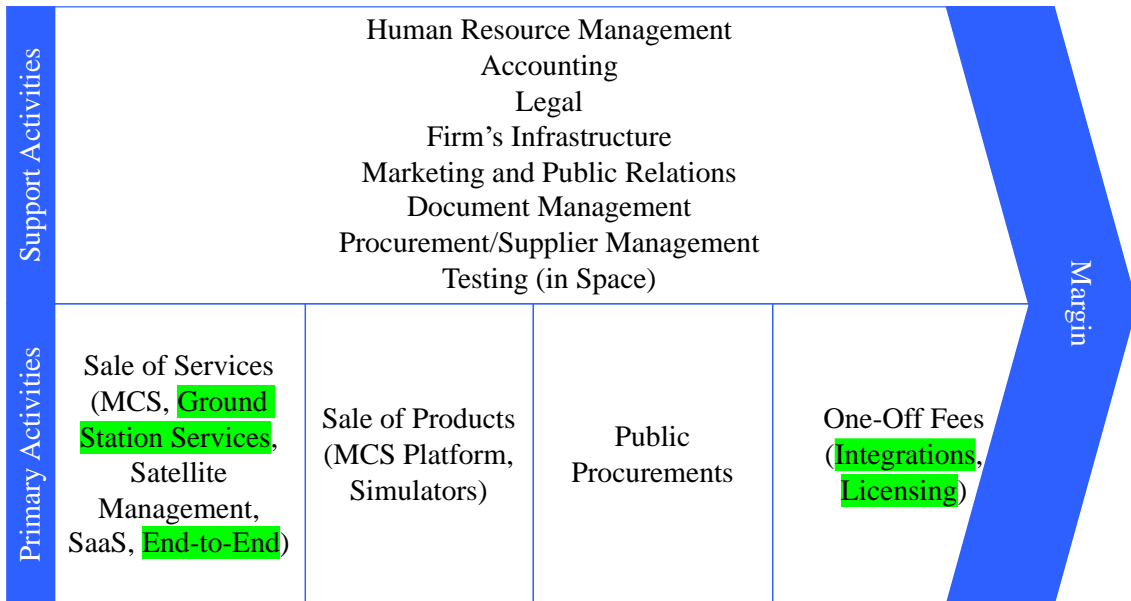 Support Activities
Human Resource Management
Accounting
Legal
Firm’s Infrastructure
Marketing and Public Relations
Document Management
Procurement/Supplier Management
Testing (in Space)
Margin
Primary Activities
Sale of Services
(MCS, Ground
Station Services,
Satellite
Management,
SaaS, End-to-End)
Sale of Products
(MCS Platform,
Simulators)
Public
Procurements
One-Off Fees
(Integrations,
Licensing)